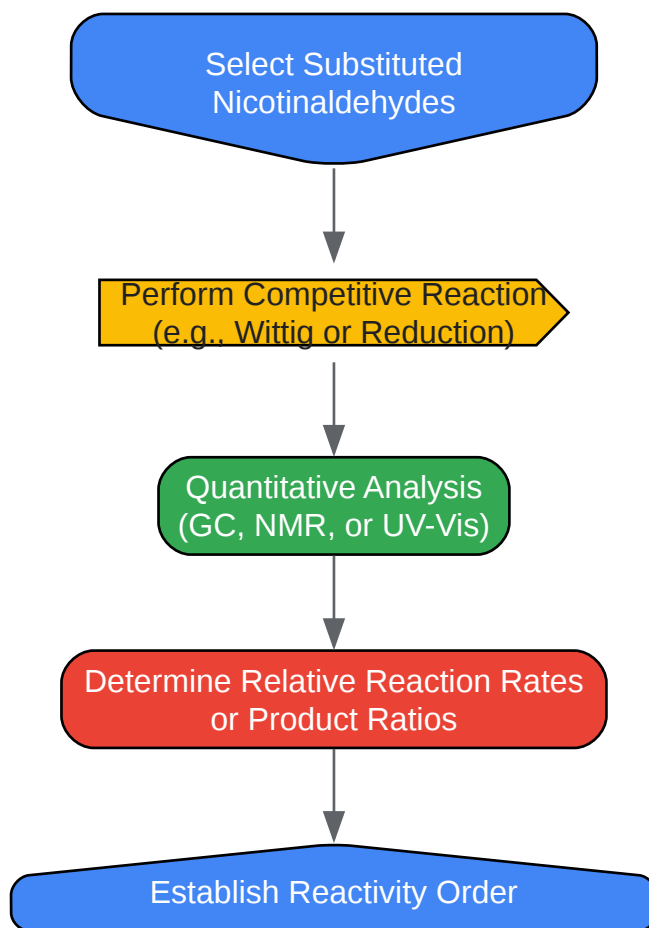 Select Substituted
Nicotinaldehydes
Perform Competitive Reaction
(e.g., Wittig or Reduction)
Quantitative Analysis
(GC, NMR, or UV-Vis)
Determine Relative Reaction Rates
or Product Ratios
Establish Reactivity Order